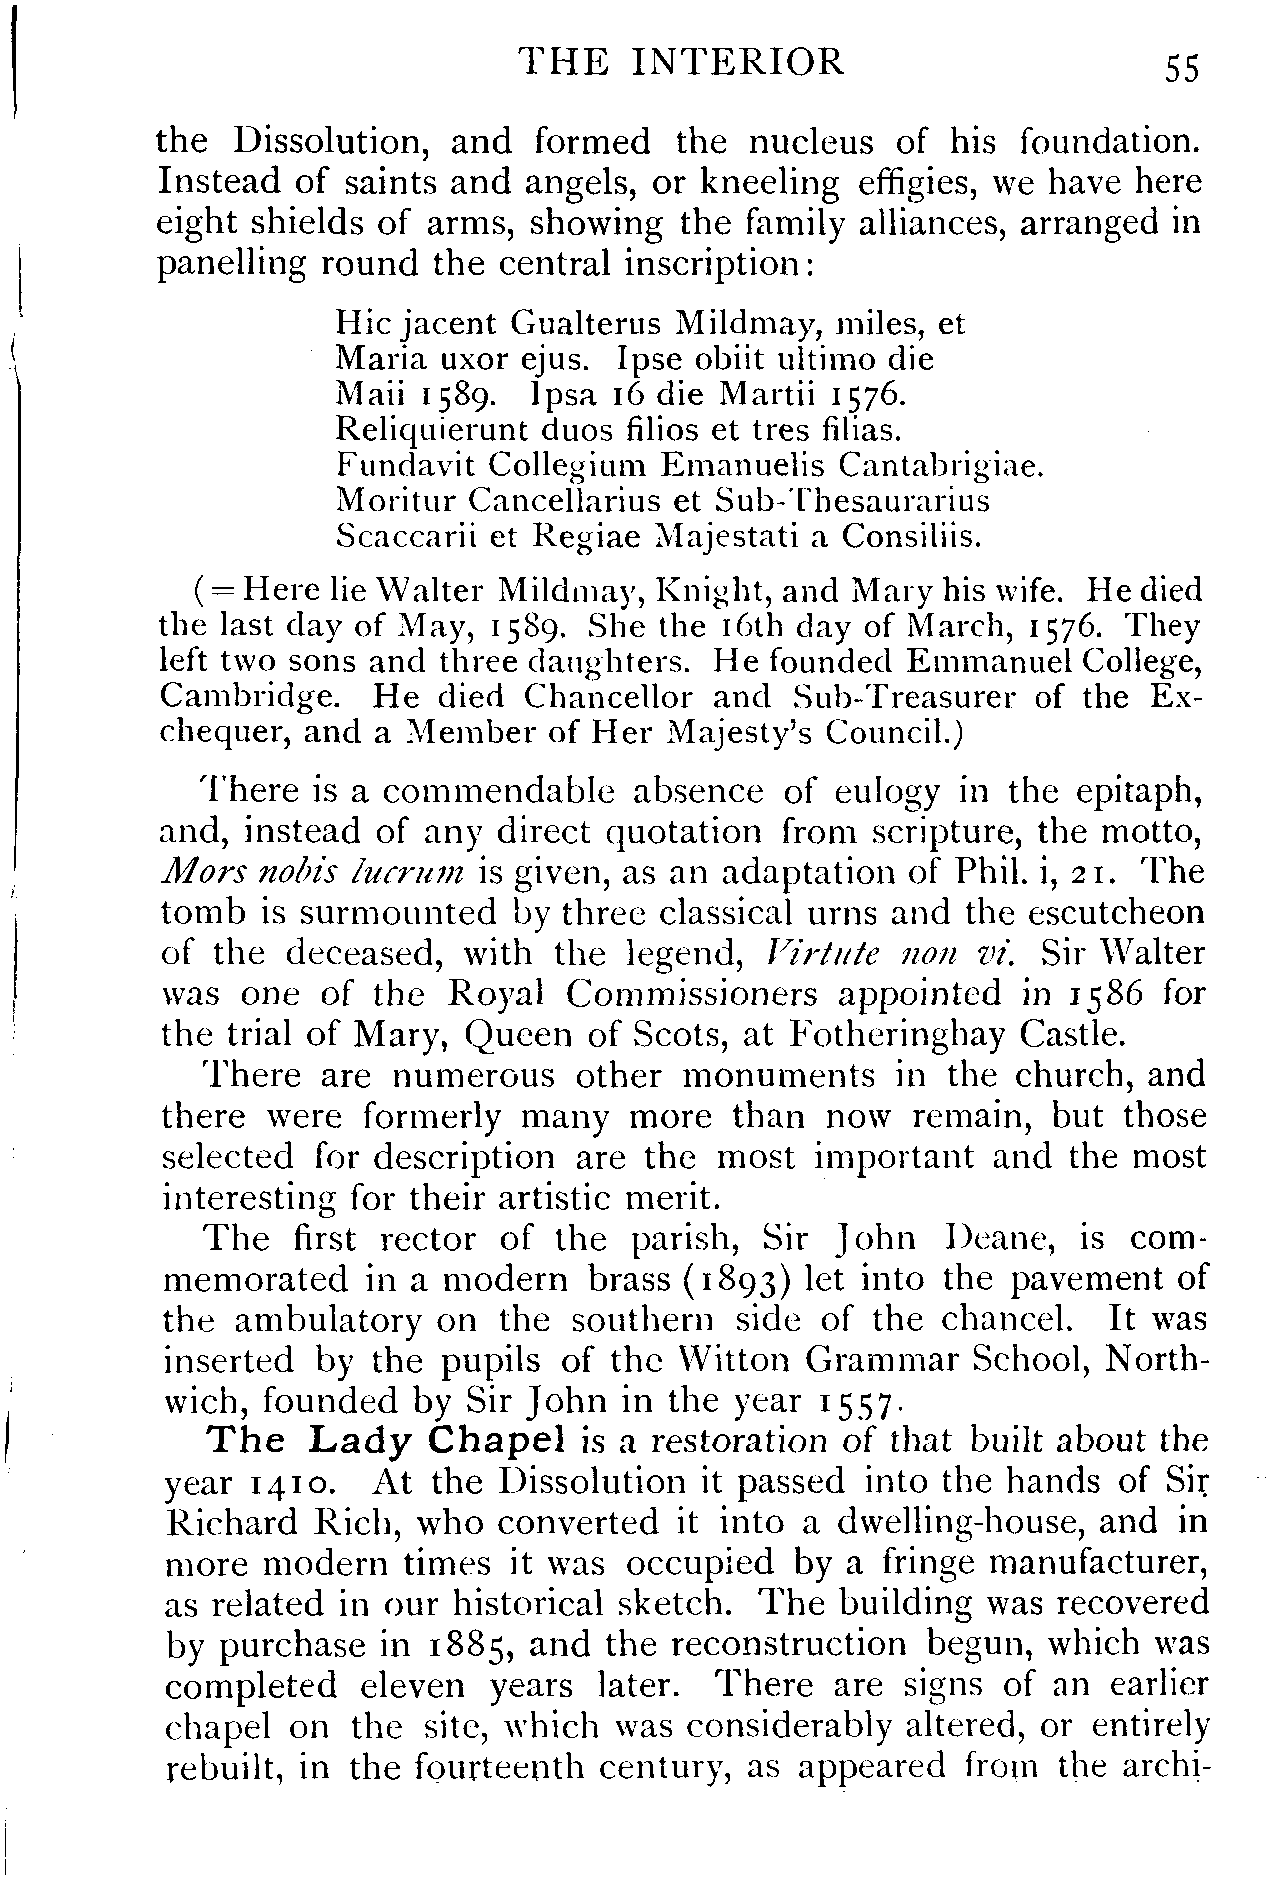 THE INTERIOR 55
the Dissolution, and formed the nucleus of his foundation.
Instead of saints and angels, or kneeling effigies, we have here
eight shields of arms, showing the family alliances, arranged in
panelling round the central inscription:
Hic jacent Gualterus Mildmay, miles, et
Maria uxor ejus. Ipse obiit ultimo die
Maii 1589. Ipsa 16 die Martii 1576.
Reliquierunt duos filios et tres filias.
Fundavit Collegium Emanuelis Cantabrigiae.
Moritur Cancellarius et Sub-Thesaurarius
Scaccarii et Regiae Majestati a Consiliis.
(= Here lie Walter Mildmay, Knight, and Mary his wife. He died
the last day of May, 1589. She the 16th day of March, 1576. They
left two sons and three daughters. He founded Emmanuel College,
Cambridge. He died Chancellor and Sub-Treasurer of the Ex-
chequer, and a Member of Her Majesty's Council.)
There is a commendable absence of eulogy in the epitaph,
and, instead of any direct quotation from scripture, the motto,
Mors nobis lucrum is given, as an adaptation of Phil. i, 21. The
tomb is surmounted by three classical urns and the escutcheon
of the deceased, with the legend, Virtute non vi. Sir Walter
was one of the Royal Commissioners appointed in 1586 for
the trial of Mary, Queen of Scots, at Fotheringhay Castle.
There are numerous other monuments in the church, and
there were formerly many more than now remain, but those
selected for description are the most important and the most
interesting for their artistic merit.
The first rector of the parish, Sir John Deane, is com-
memorated in a modern brass (1893) let into the pavement of
the ambulatory on the southern side of the chancel. It was
inserted by the pupils of the Witton Grammar School, North-
wich, founded by Sir John in the year 1557.
The Lady Chapel is a restoration of that built about the
year 1410. At the Dissolution it passed into the hands of Sir
Richard Rich, who converted it into a dwelling-house, and in
more modern times it was occupied by a fringe manufacturer,
as related in our historical sketch. The building was recovered
by purchase in 1885, and the reconstruction begun, which was
completed eleven years later. There are signs of an earlier
chapel on the site, which was considerably altered, or entirely
rebuilt, in the fourteenth century, as appeared from the archi-